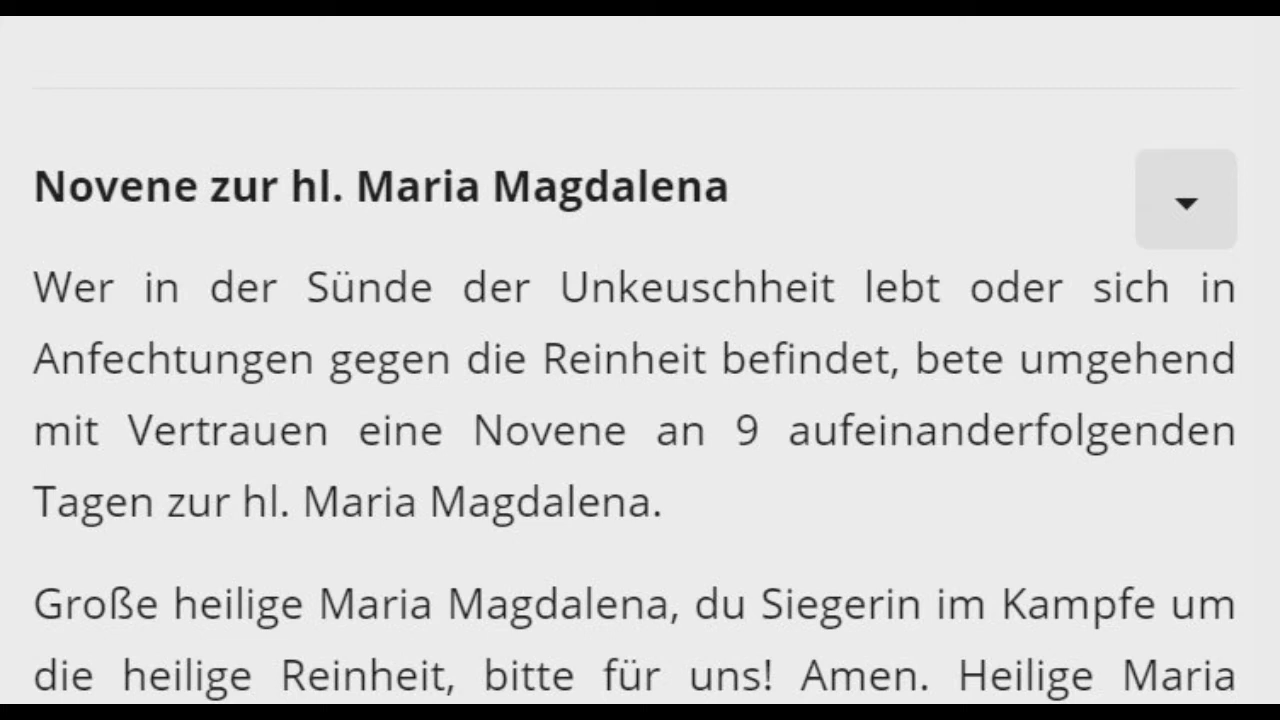 Novene zur hl. Maria Magdalena
Wer in der Sünde der Unkeuschheit lebt oder sich in
Anfechtungen gegen die Reinheit befindet, bete umgehend
mit Vertrauen eine Novene an 9 aufeinanderfolgenden
Tagen zur hl. Maria Magdalena.
Große heilige Maria Magdalena, du Siegerin im Kampfe um
die heilige Reinheit, bitte für uns! Amen. Heilige Maria